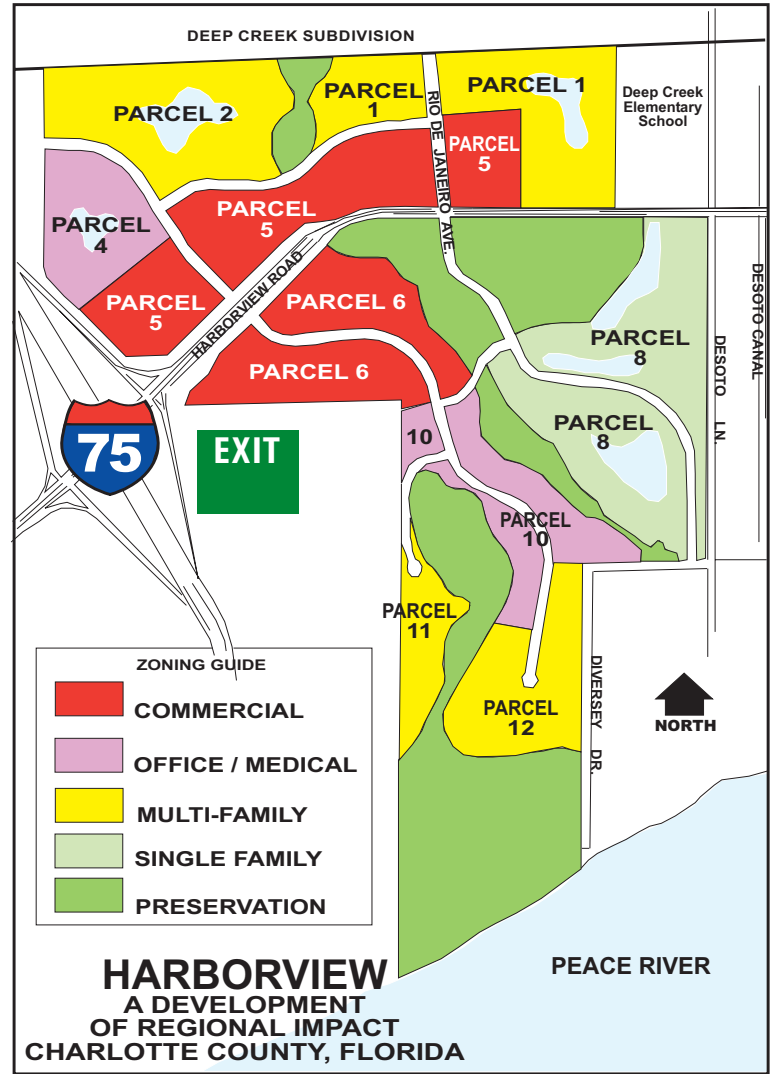 DEEP CREEK SUBDIVISION
PARCEL 2
PARCEL
1
PARCEL 1
Deep Creek
Elementary
School
RIO DE JANEIRO AVE.
PARCEL
5
PARCEL
4
PARCEL
5
PARCEL
5
HARBORVIEW ROAD
PARCEL 6
PARCEL 6
PARCEL
8
PARCEL
8
DESOTO LN.
DESOTO CANAL
75
EXIT
10
PARCEL
10
PARCEL
11
PARCEL
12
DIVERSEY DR.
NORTH
ZONING GUIDE
COMMERCIAL
OFFICE / MEDICAL
MULTI-FAMILY
SINGLE FAMILY
PRESERVATION
HARBORVIEW
A DEVELOPMENT
OF REGIONAL IMPACT
CHARLOTTE COUNTY, FLORIDA
PEACE RIVER